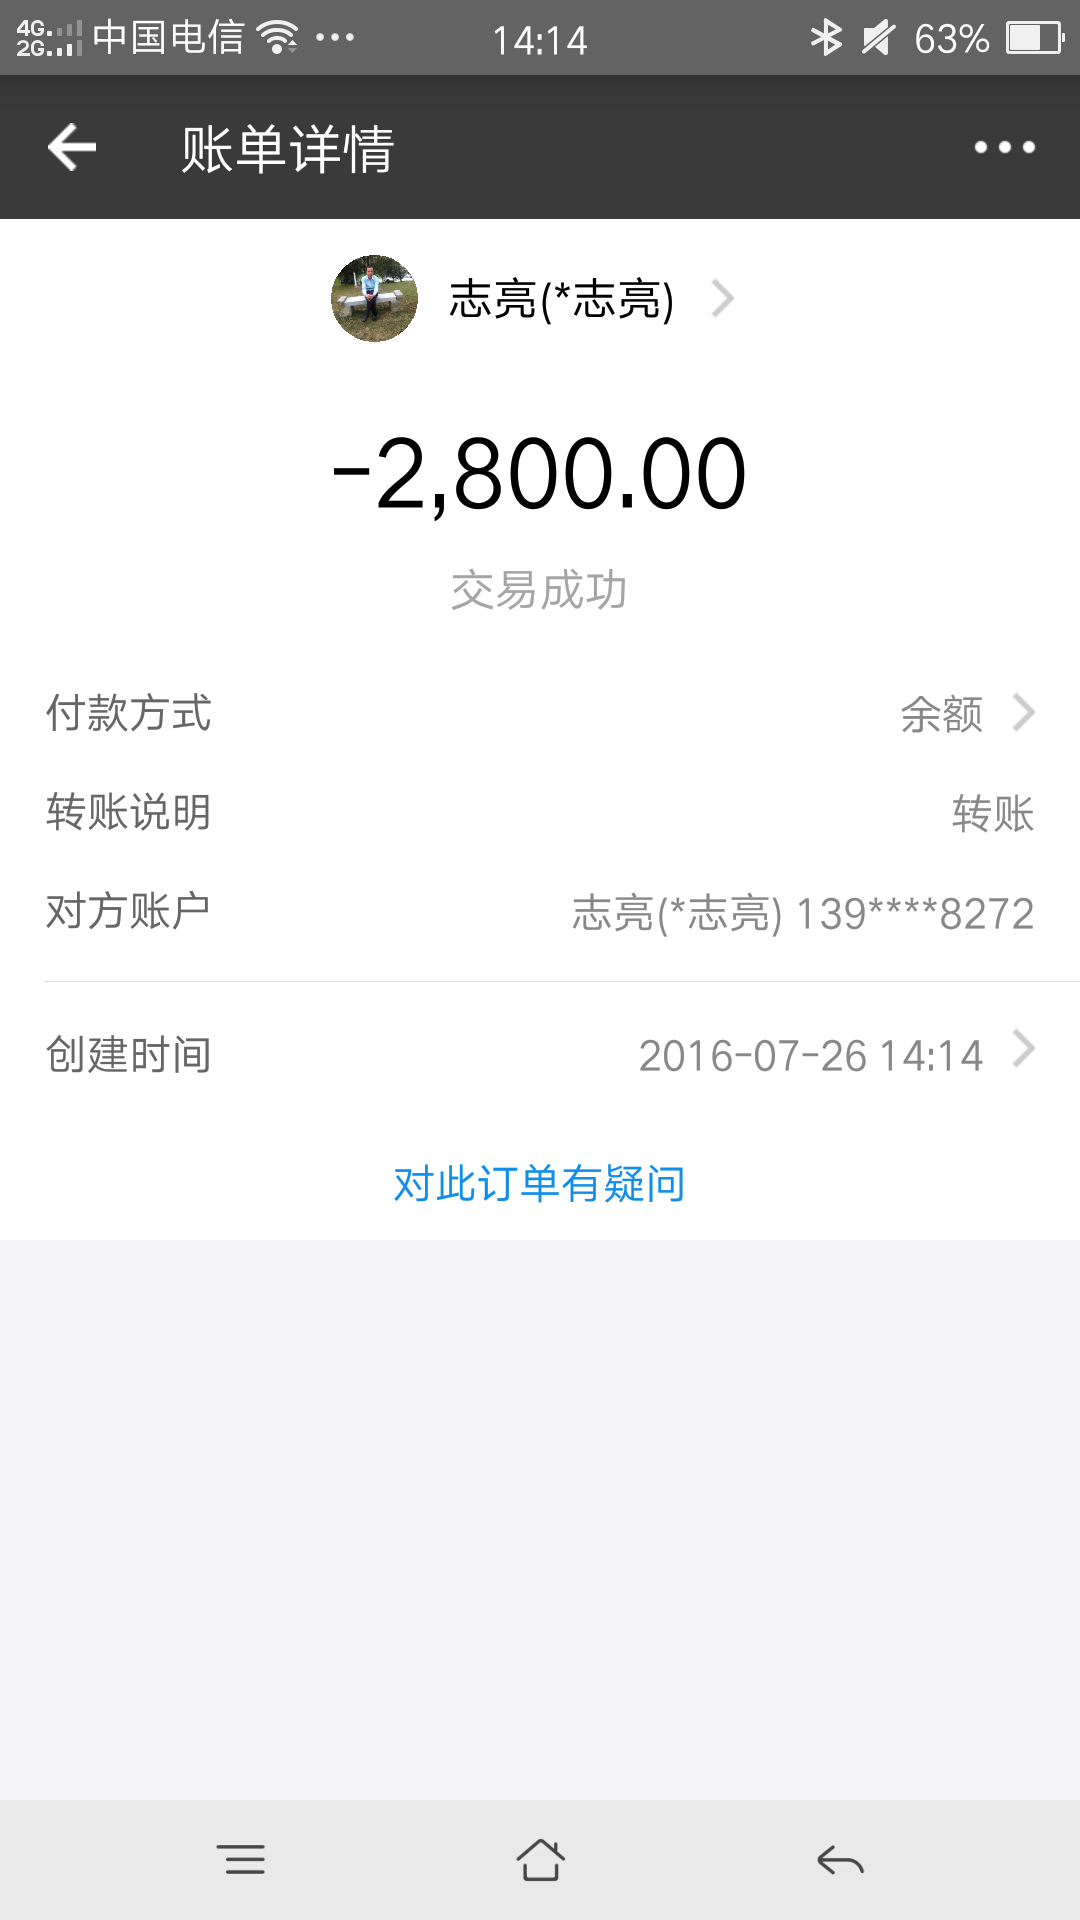 4G 中国电信 14:14 63%
2G
账单详情
志亮(*志亮)
-2,800.00
交易成功
付款方式 余额
转账说明 转账
对方账户 志亮(*志亮) 139****8272
创建时间 2016-07-26 14:14
对此订单有疑问